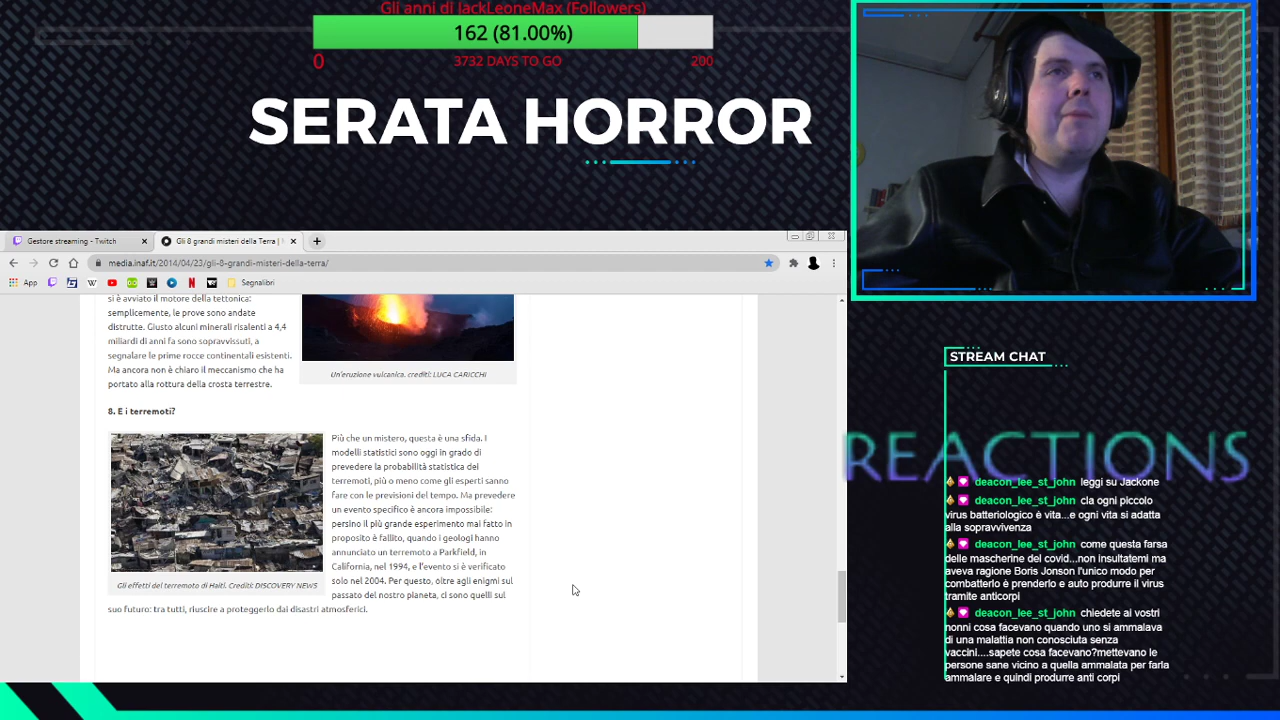 Gli anni di JackLeoneMax (Followers)
162 (81.00%)
0
3732 DAYS TO GO
200
SERATA HORROR
Gestore streaming - Twitch
Gli 8 grandi misteri della Terra |
media.inaf.it/2014/04/23/gli-8-grandi-misteri-della-terra/
App
Segnalibri
si è avviato il motore della tettonica:
semplicemente, le prove sono andate
distrutte. Giusto alcuni minerali risalenti a 4,4
miliardi di anni fa sono sopravvissuti, a
segnalare le prime rocce continentali esistenti.
Ma ancora non è chiaro il meccanismo che ha
portato alla rottura della crosta terrestre.
Un'eruzione vulcanica. crediti: LUCA CARICCHI
8. E i terremoti?
Più che un mistero, questa è una sfida. I
modelli statistici sono oggi in grado di
prevedere la probabilità statistica dei
terremoti, più o meno come gli esperti sanno
fare con le previsioni del tempo. Ma prevedere
un evento specifico è ancora impossibile:
persino il più grande esperimento mai fatto in
proposito è fallito, quando i geologi hanno
annunciato un terremoto a Parkfield, in
California, nel 1994, e l'evento si è verificato
solo nel 2004. Per questo, oltre agli enigmi sul
passato del nostro pianeta, ci sono quelli sul
suo futuro: tra tutti, riuscire a proteggerlo dai disastri atmosferici.
Gli effetti del terremoto di Haiti. Crediti: DISCOVERY NEWS
STREAM CHAT
REACTIONS
deacon_lee_st_john leggi su Jackone
deacon_lee_st_john cla ogni piccolo
virus batteriologico è vita...e ogni vita si adatta
alla sopravvivenza
deacon_lee_st_john come questa farsa
delle mascherine del covid...non insultatemi ma
aveva ragione Boris Jonson l'unico modo per
combatterlo è prenderlo e auto produrre il virus
tramite anticorpi
deacon_lee_st_john chiedete ai vostri
nonni cosa facevano quando uno si ammalava
di una malattia non conosciuta senza
vaccini....sapete cosa facevano?mettevano le
persone sane vicino a quella ammalata per farla
ammalare e quindi produrre anti corpi